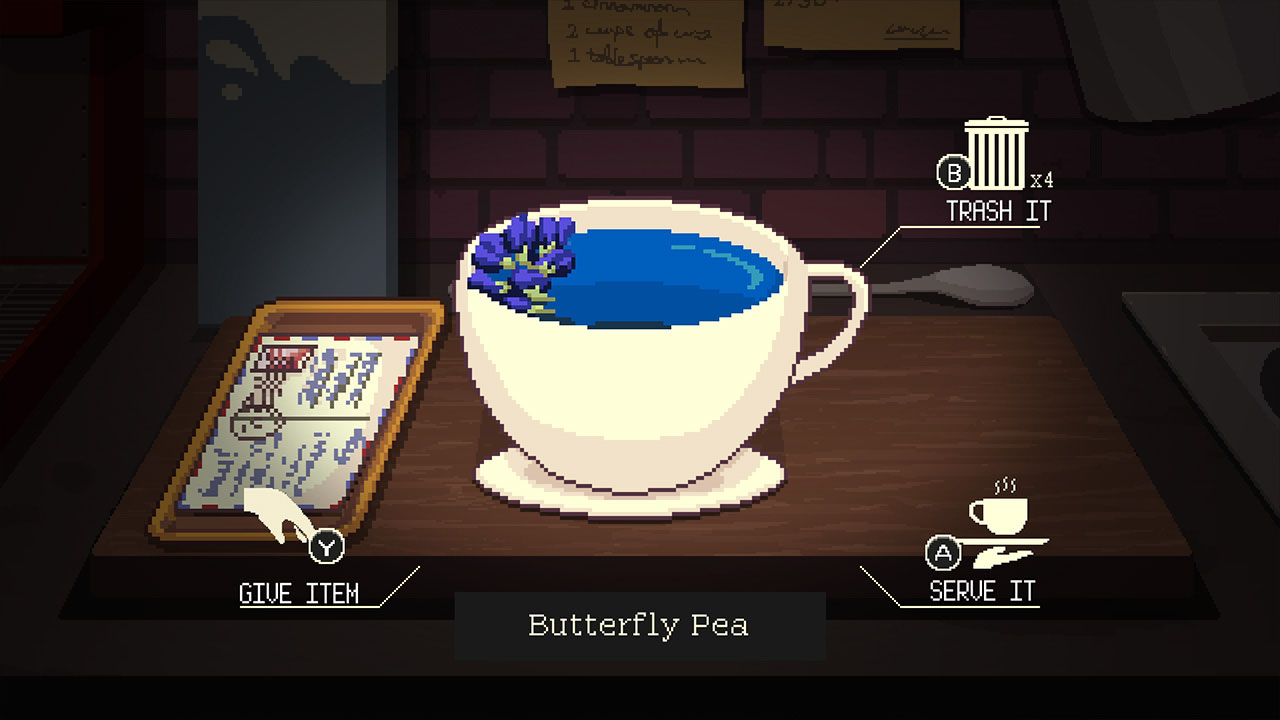 2 cups of
1 tablespoon
B
x4
TRASH IT
Y
GIVE ITEM
A
SERVE IT
Butterfly Pea